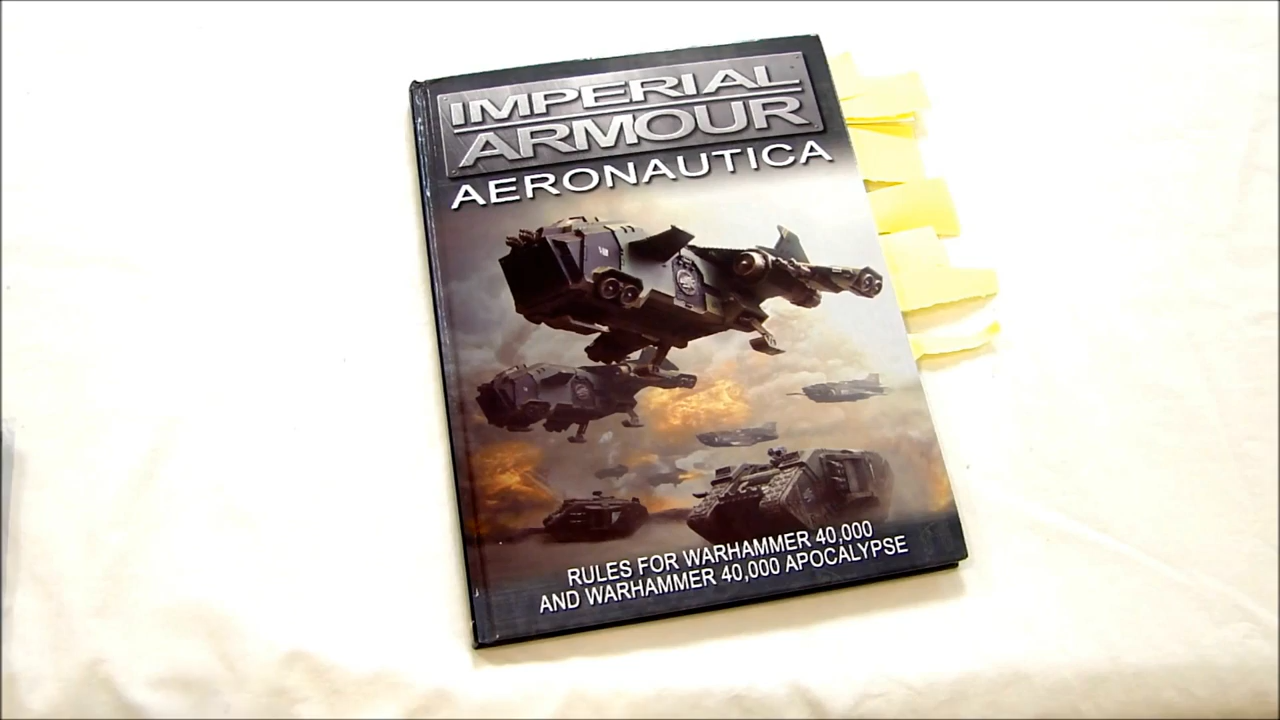 IMPERIAL
ARMOUR
AERONAUTICA
RULES FOR WARHAMMER 40,000
AND WARHAMMER 40,000 APOCALYPSE